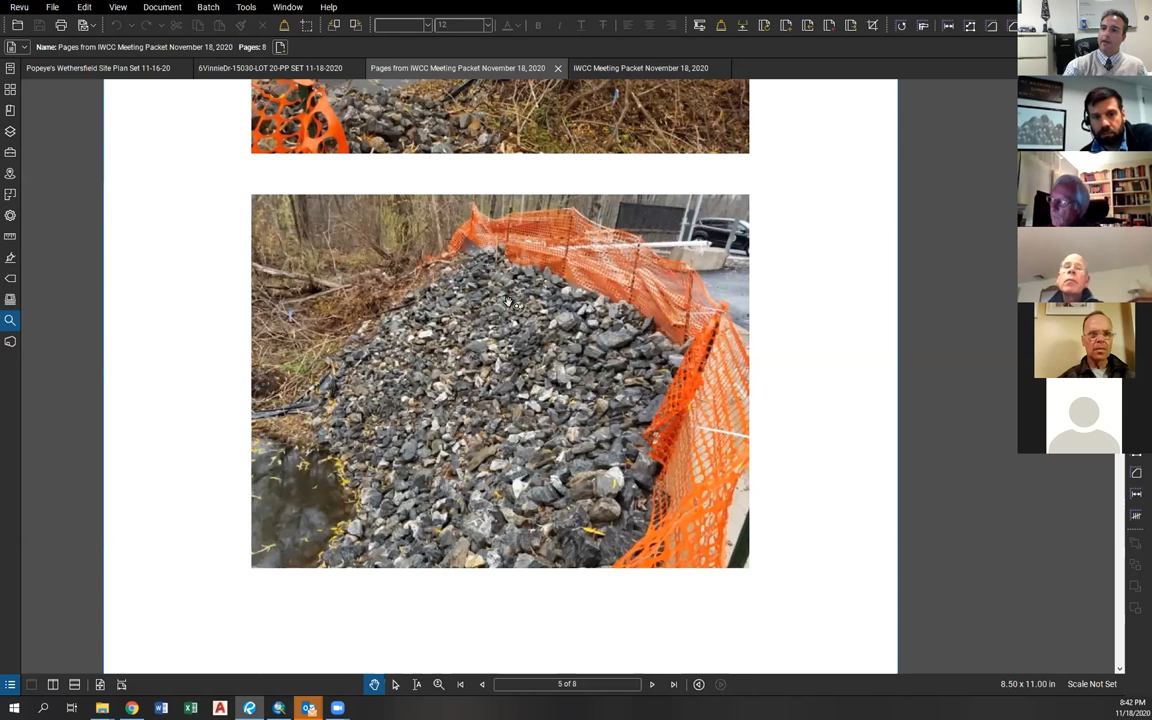 Revu File Edit View Document Batch Tools Window Help
12
Name: Pages from IWCC Meeting Packet November 18, 2020 Pages: 8
Popeye's Wethersfield Site Plan Set 11-16-20 6VinnieDr-15030-LOT 20-PP SET 11-18-2020 Pages from IWCC Meeting Packet November 18, 2020 IWCC Meeting Packet November 18, 2020
5 of 8 8.50 x 11.00 in Scale Not Set
8:42 PM
11/18/2020